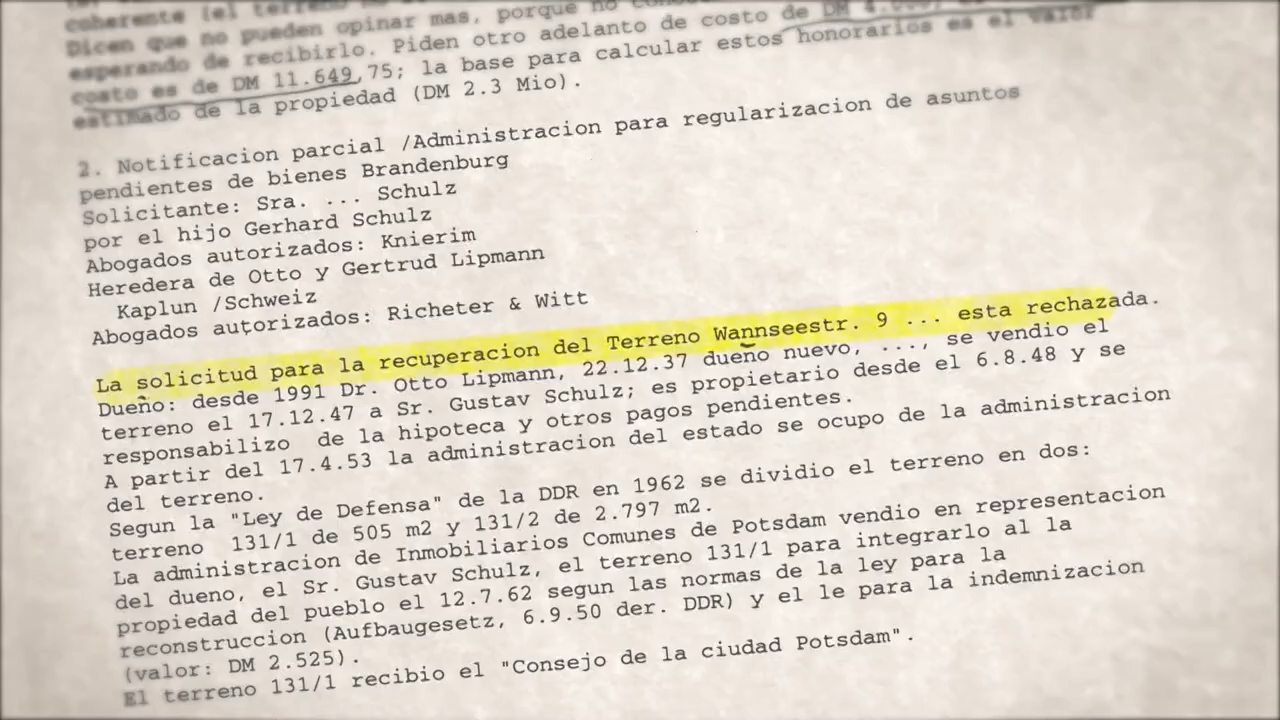 coherente (el terreno no
Dicen que no pueden opinar mas, porque no
esperando de recibirlo. Piden otro adelanto de costo de DM
costo es de DM 11.649,75; la base para calcular estos honorarios es el valor
estimado de la propiedad (DM 2.3 Mio).
2. Notificacion parcial /Administracion para regularizacion de asuntos
pendientes de bienes Brandenburg
Solicitante: Sra. ... Schulz
por el hijo Gerhard Schulz
Abogados autorizados: Knierim
Heredera de Otto y Gertrud Lipmann
Kaplun /Schweiz
Abogados autorizados: Richeter & Witt
La solicitud para la recuperacion del Terreno Wannseestr. 9 ... esta rechazada.
Dueño: desde 1991 Dr. Otto Lipmann, 22.12.37 dueño nuevo, ..., se vendio el
terreno el 17.12.47 a Sr. Gustav Schulz; es propietario desde el 6.8.48 y se
responsabilizo de la hipoteca y otros pagos pendientes.
A partir del 17.4.53 la administracion del estado se ocupo de la administracion
del terreno.
Segun la "Ley de Defensa" de la DDR en 1962 se dividio el terreno en dos:
terreno 131/1 de 505 m2 y 131/2 de 2.797 m2.
La administracion de Inmobiliarios Comunes de Potsdam vendio en representacion
del dueno, el Sr. Gustav Schulz, el terreno 131/1 para integrarlo al la
propiedad del pueblo el 12.7.62 segun las normas de la ley para la
reconstruccion (Aufbaugesetz, 6.9.50 der. DDR) y el le para la indemnizacion
(valor: DM 2.525).
El terreno 131/1 recibio el "Consejo de la ciudad Potsdam".